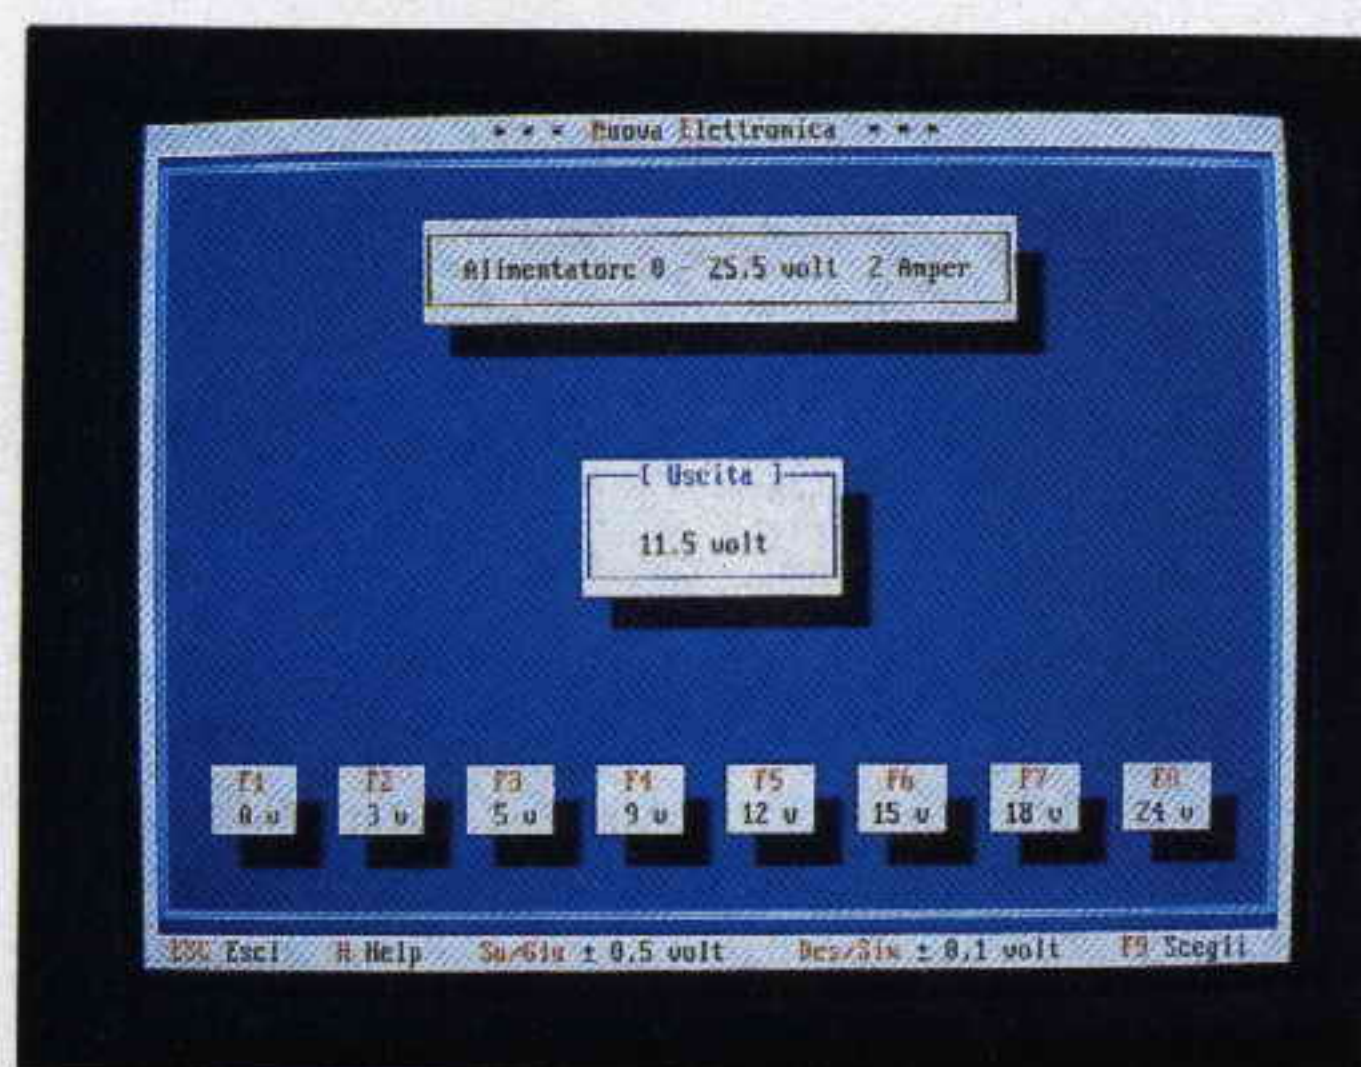 * * * Nuova Elettronica * * *
Alimentatore 0 - 25,5 volt 2 Amper
[ Uscita ]
11.5 volt
F1 F2 F3 F4 F5 F6 F7 F8
0 v 3 v 5 v 9 v 12 v 15 v 18 v 24 v
ESC Esci H Help Su/Giu ± 0,5 volt Des/Sin ± 0,1 volt F9 Scegli